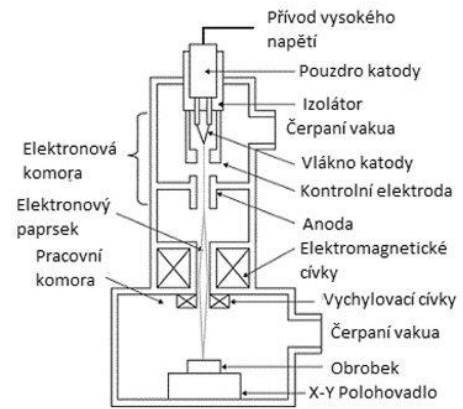 Přívod vysokého
napětí
Pouzdro katody
Izolátor
Čerpaní vakua
Vlákno katody
Kontrolní elektroda
Anoda
Elektromagnetické
cívky
Vychylovací cívky
Čerpaní vakua
Obrobek
X-Y Polohovadlo
Elektronová
komora
Elektronový
paprsek
Pracovní
komora